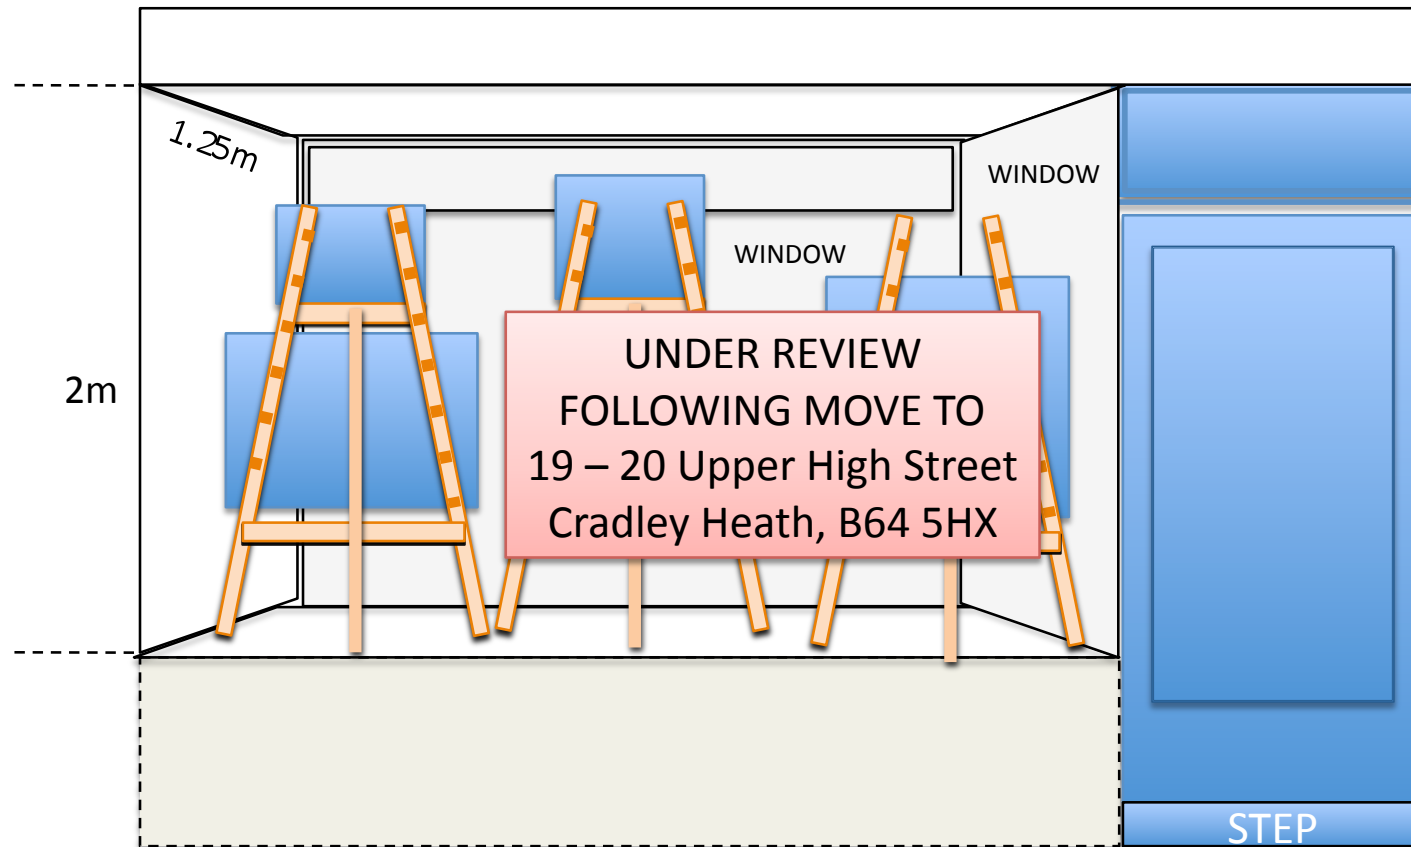 1.25m
WINDOW
WINDOW
2m
UNDER REVIEW
FOLLOWING MOVE TO
19 – 20 Upper High Street
Cradley Heath, B64 5HX
STEP